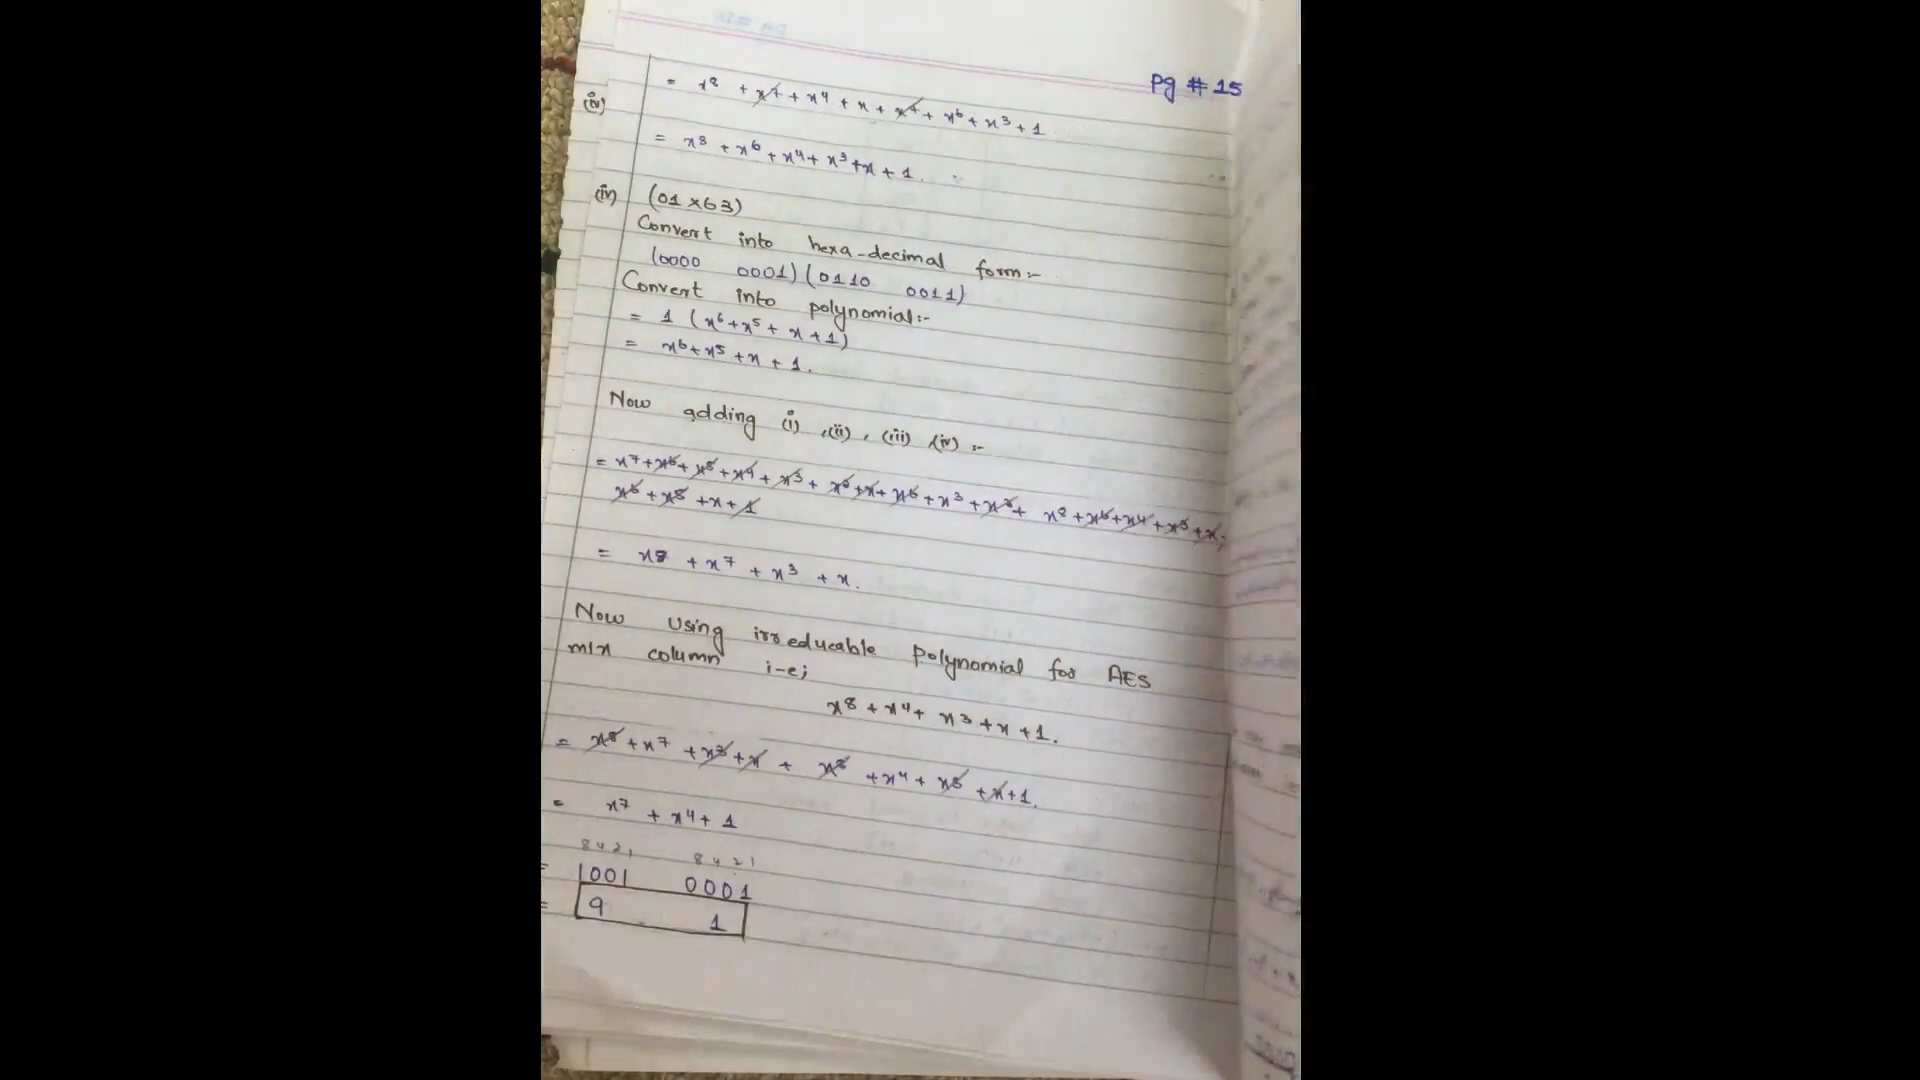 Pg # 15
= x⁸ + x⁷ + x⁴ + x + x⁷ + x⁶ + x³ + 1
(iv)
= x⁸ + x⁶ + x⁴ + x³ + x + 1.
(iv) (01 x 63)
Convert into hexa-decimal form:-
(0000 0001) (0110 0011)
Convert into polynomial:-
= 1 (x⁶ + x⁵ + x + 1)
= x⁶ + x⁵ + x + 1.
Now adding (i), (ii), (iii) (iv) :-
= x⁷ + x⁶ + x⁵ + x⁴ + x³ + x² + x + x⁶ + x³ + x² + x⁸ + x⁶ + x⁴ + x³ + x +
x⁶ + x⁵ + x + 1
= x⁸ + x⁷ + x³ + x.
Now using irreducable polynomial for AES
mix column i-e;
x⁸ + x⁴ + x³ + x + 1.
= x⁸ + x⁷ + x³ + x + x⁸ + x⁴ + x³ + x + 1.
= x⁷ + x⁴ + 1
8 4 2 1 8 4 2 1
= 1001 0001
= 9 1